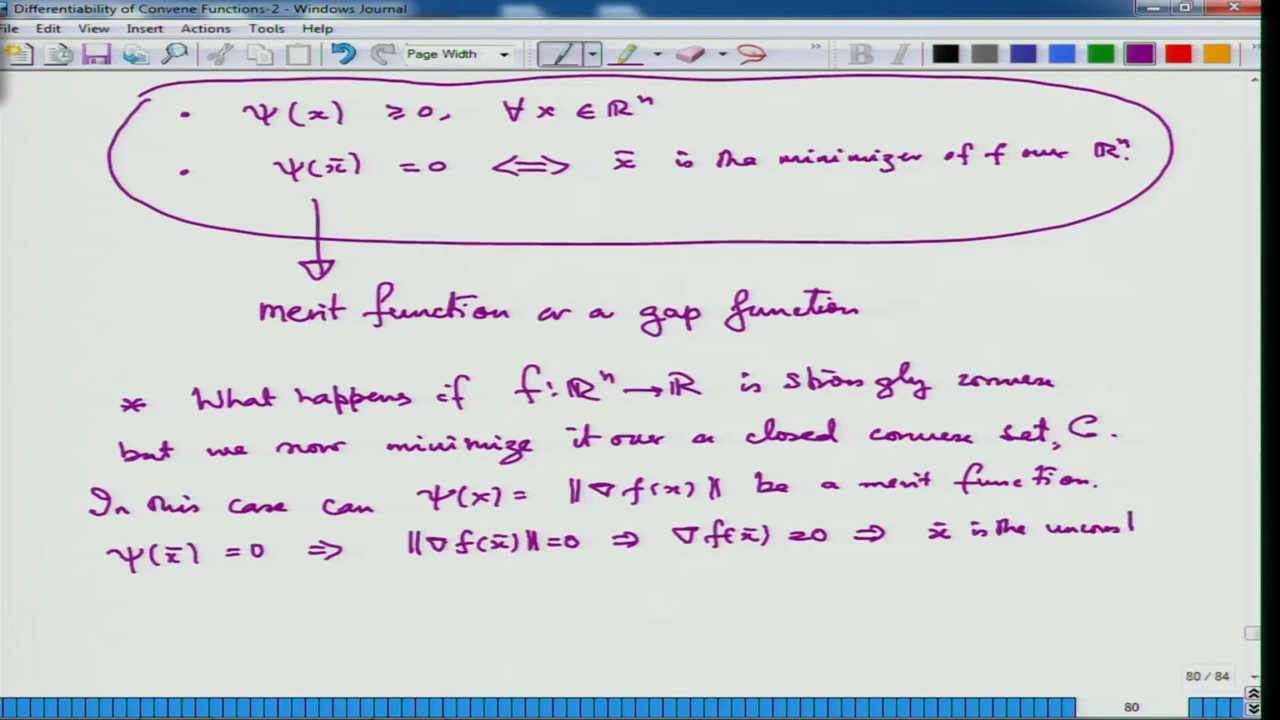 Differentiability of Convene Functions-2 - Windows Journal
File Edit View Insert Actions Tools Help
Page Width
B I
• ψ(x) ≥ 0, ∀ x ∈ ℝⁿ
• ψ(x̄) = 0 ⟺ x̄ is the minimizer of f over ℝⁿ.
merit function or a gap function
* What happens if f: ℝⁿ → ℝ is strongly convex
but we now minimize it over a closed convex set, C.
In this case can ψ(x) = ‖∇f(x)‖ be a merit function.
ψ(x̄) = 0 ⇒ ‖∇f(x̄)‖ = 0 ⇒ ∇f(x̄) = 0 ⇒ x̄ is the uncons
80 / 84
80